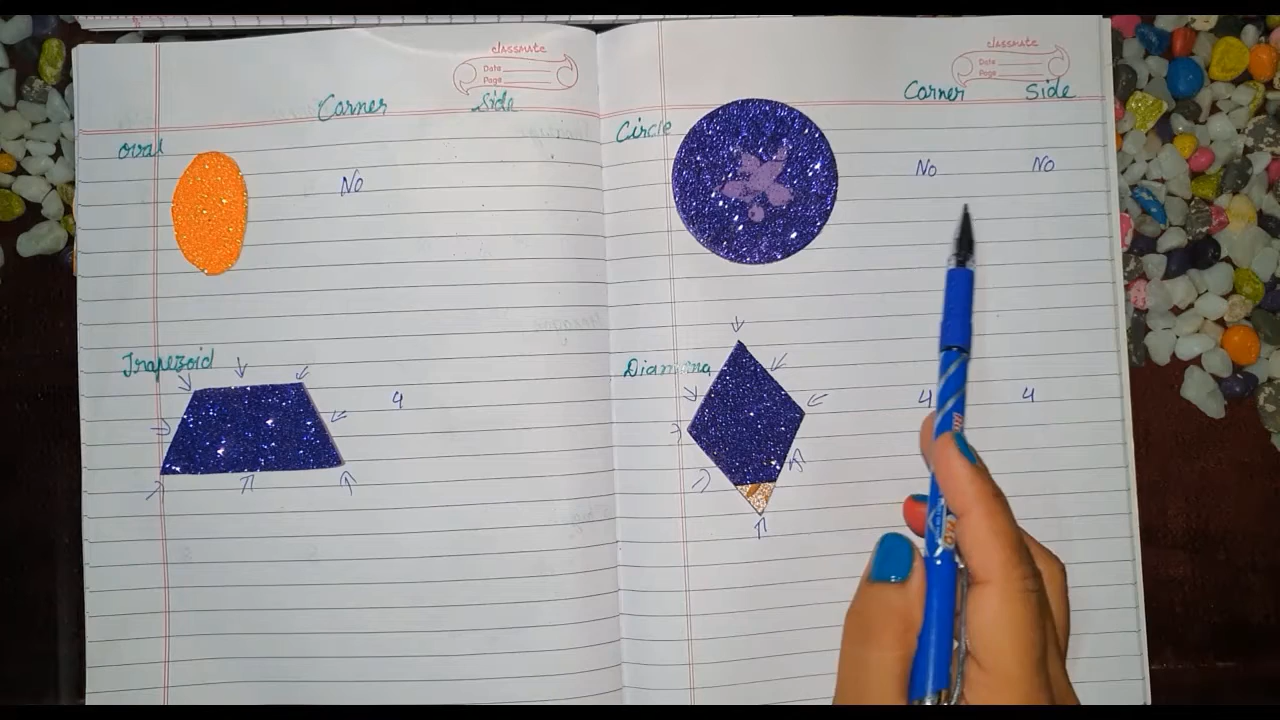 classmate
Date
Page
Corner Side
Oval
No
Trapezoid
4
classmate
Date
Page
Corner Side
Circle
No No
Diamond
4 4